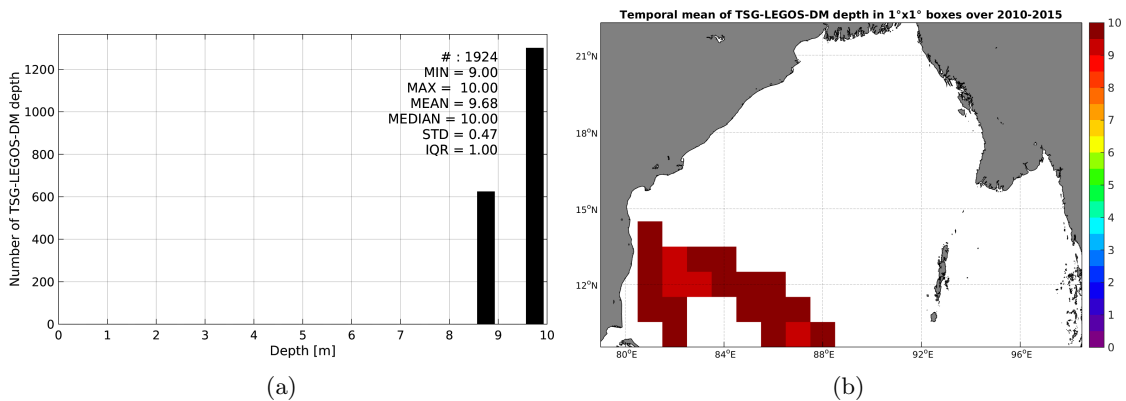 Number of TSG-LEGOS-DM depth
1200
1000
800
600
400
200
0
# : 1924
MIN = 9.00
MAX = 10.00
MEAN = 9.68
MEDIAN = 10.00
STD = 0.47
IQR = 1.00
0 1 2 3 4 5 6 7 8 9 10
Depth [m]
(a)
Temporal mean of TSG-LEGOS-DM depth in 1°x1° boxes over 2010-2015
21°N
18°N
15°N
12°N
80°E 84°E 88°E 92°E 96°E
10
9
8
7
6
5
4
3
2
1
0
(b)